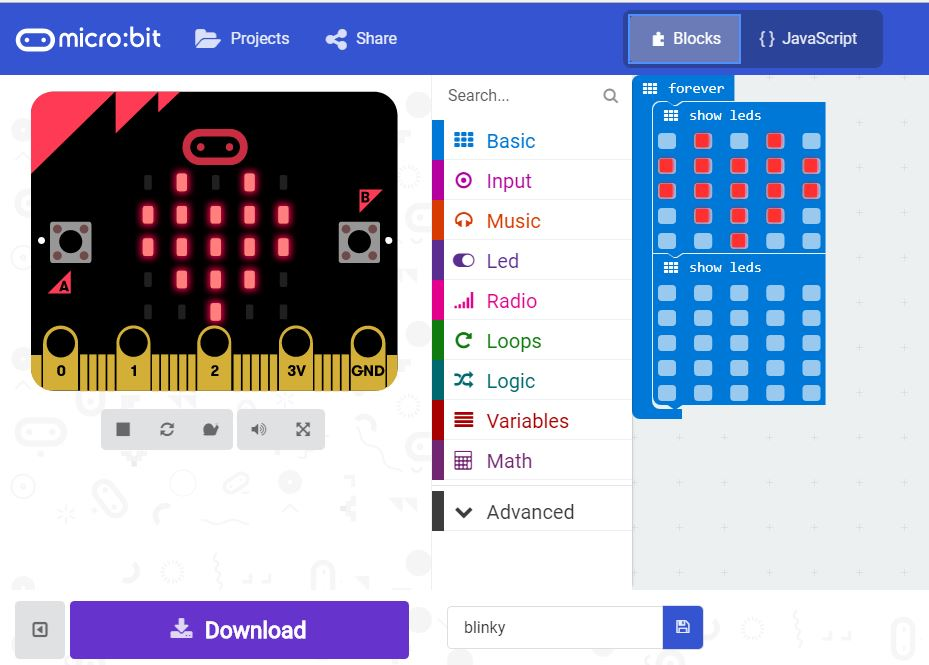 micro:bit Projects Share Blocks { } JavaScript
Search...
Basic
Input
Music
Led
Radio
Loops
Logic
Variables
Math
Advanced
forever
show leds
show leds
B
A
0 1 2 3V GND
Download
blinky